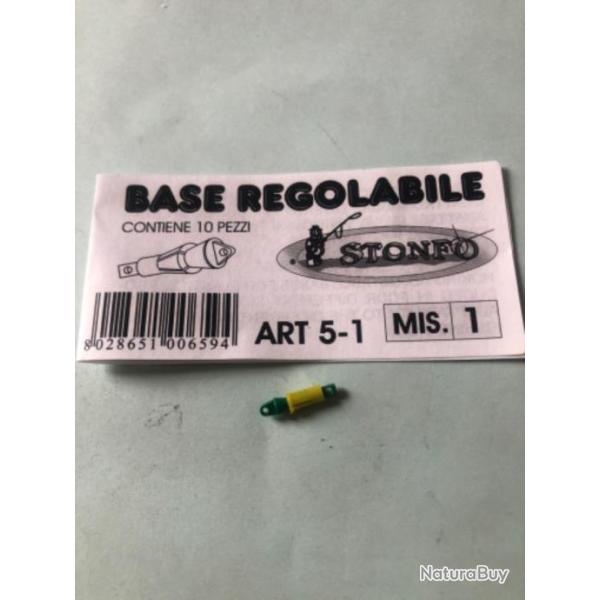 BASE REGOLABILE
CONTIENE 10 PEZZI
STONFO
8 028651 006594
ART 5-1
MIS. 1
NaturaBuy